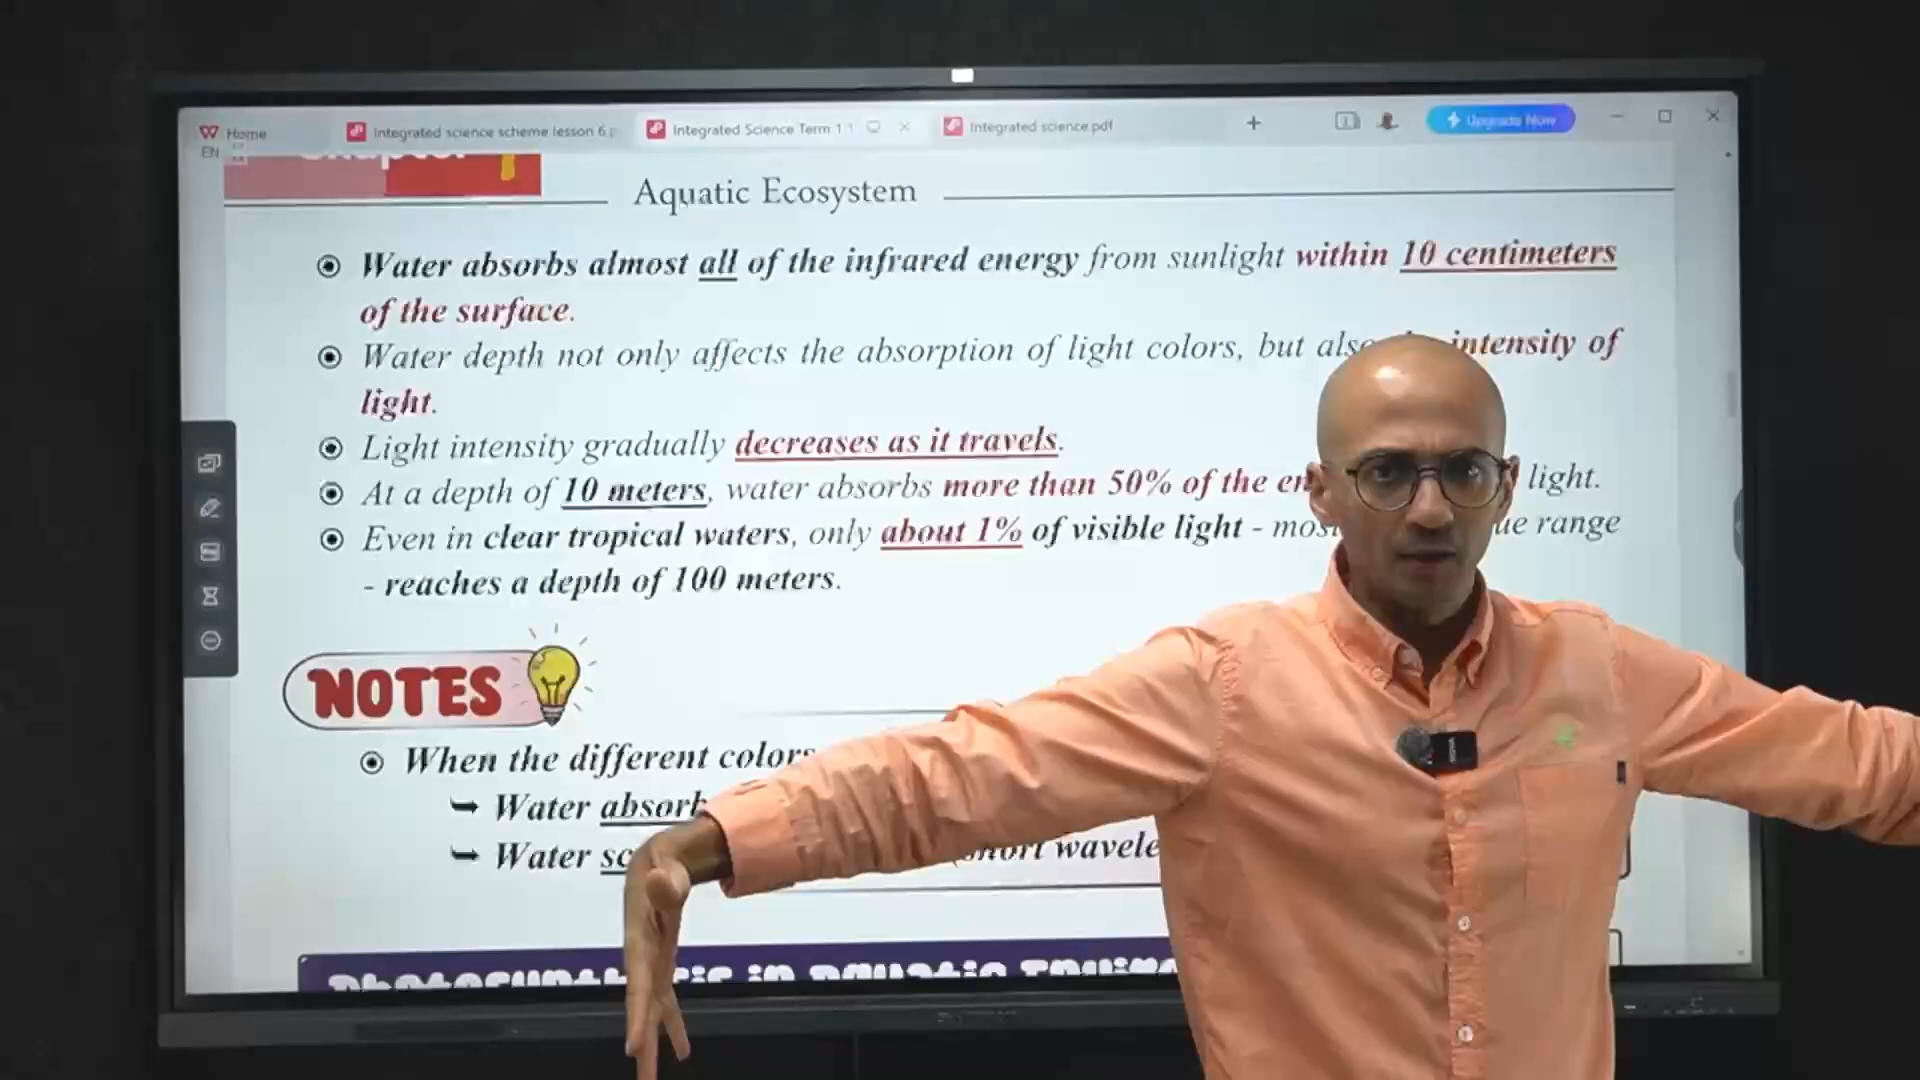 Home
Integrated science scheme lesson 6.p
Integrated Science Term 1
Integrated science.pdf
Upgrade Now
EN
Aquatic Ecosystem
Water absorbs almost all of the infrared energy from sunlight within 10 centimeters
of the surface.
Water depth not only affects the absorption of light colors, but also intensity of
light.
Light intensity gradually decreases as it travels.
At a depth of 10 meters, water absorbs more than 50% of the light.
Even in clear tropical waters, only about 1% of visible light - range
- reaches a depth of 100 meters.
NOTES
When the different colors
Water absorb
Water
short wavele